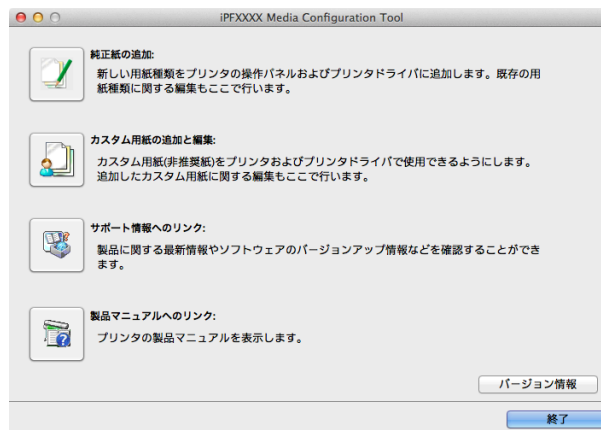 iPFXXXX Media Configuration Tool
純正紙の追加:
新しい用紙種類をプリンタの操作パネルおよびプリンタドライバに追加します。既存の用
紙種類に関する編集もここで行います。
カスタム用紙の追加と編集:
カスタム用紙(非推奨紙)をプリンタおよびプリンタドライバで使用できるようにします。
追加したカスタム用紙に関する編集もここで行います。
サポート情報へのリンク:
製品に関する最新情報やソフトウェアのバージョンアップ情報などを確認することができ
ます。
製品マニュアルへのリンク:
プリンタの製品マニュアルを表示します。
バージョン情報
終了